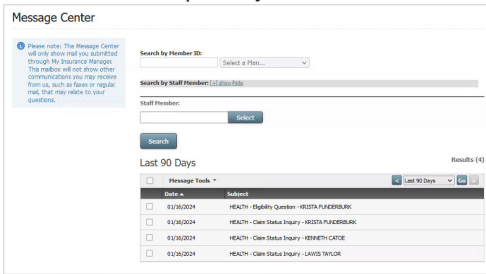 Message Center
Please note: The Message Center
will only show mail you submitted
through My Insurance Manager.
This mailbox will not show other
communications you may receive
from us, such as faxes or regular
mail, that may relate to your
questions.
Search by Member ID:
Select a Plan...
Search by Staff Member: [+] show/hide
Staff Member:
Select
Search
Last 90 Days
Results (4)
Message Tools
< Last 90 Days Go >
Date Subject
01/16/2024 HEALTH - Eligibility Question - KRISTA FUNDERBURK
01/16/2024 HEALTH - Claim Status Inquiry - KRISTA FUNDERBURK
01/16/2024 HEALTH - Claim Status Inquiry - KENNETH CATOE
01/16/2024 HEALTH - Claim Status Inquiry - LAWIS TAYLOR